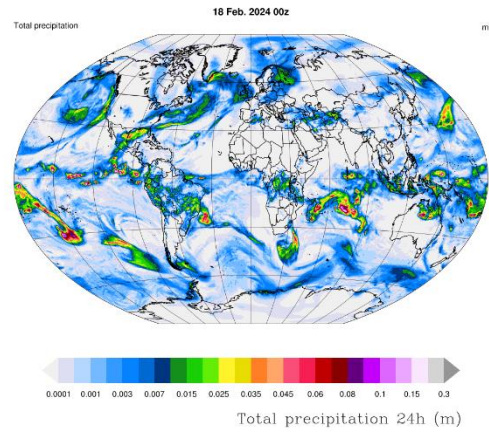 18 Feb. 2024 00z
Total precipitation m
0.0001 0.001 0.003 0.007 0.015 0.025 0.035 0.045 0.06 0.08 0.1 0.15 0.3
Total precipitation 24h (m)